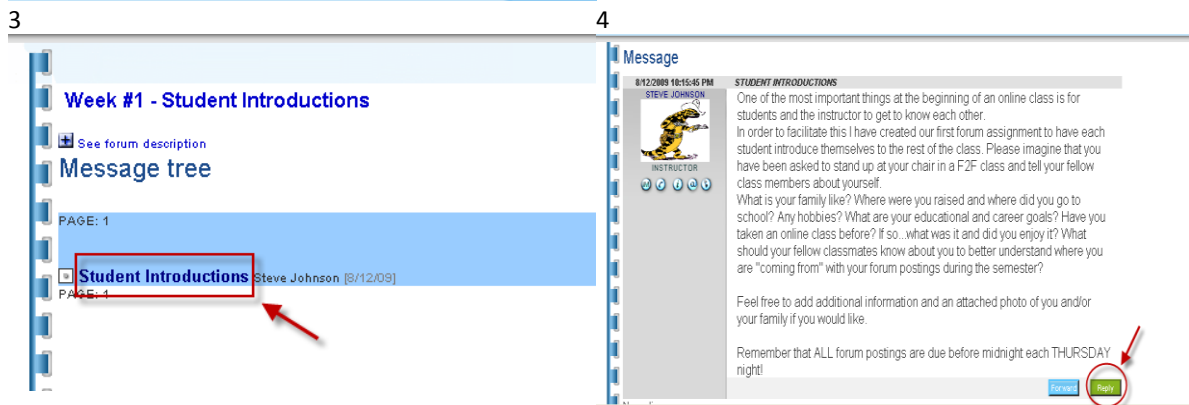 3
Week #1 - Student Introductions
See forum description
Message tree
PAGE: 1
Student Introductions Steve Johnson [8/12/09]
PAGE: 1
4
Message
8/12/2009 10:15:45 PM STUDENT INTRODUCTIONS
STEVE JOHNSON
INSTRUCTOR
One of the most important things at the beginning of an online class is for
students and the instructor to get to know each other.
In order to facilitate this I have created our first forum assignment to have each
student introduce themselves to the rest of the class. Please imagine that you
have been asked to stand up at your chair in a F2F class and tell your fellow
class members about yourself.
What is your family like? Where were you raised and where did you go to
school? Any hobbies? What are your educational and career goals? Have you
taken an online class before? If so...what was it and did you enjoy it? What
should your fellow classmates know about you to better understand where you
are "coming from" with your forum postings during the semester?
Feel free to add additional information and an attached photo of you and/or
your family if you would like.
Remember that ALL forum postings are due before midnight each THURSDAY
night!
Forward Reply